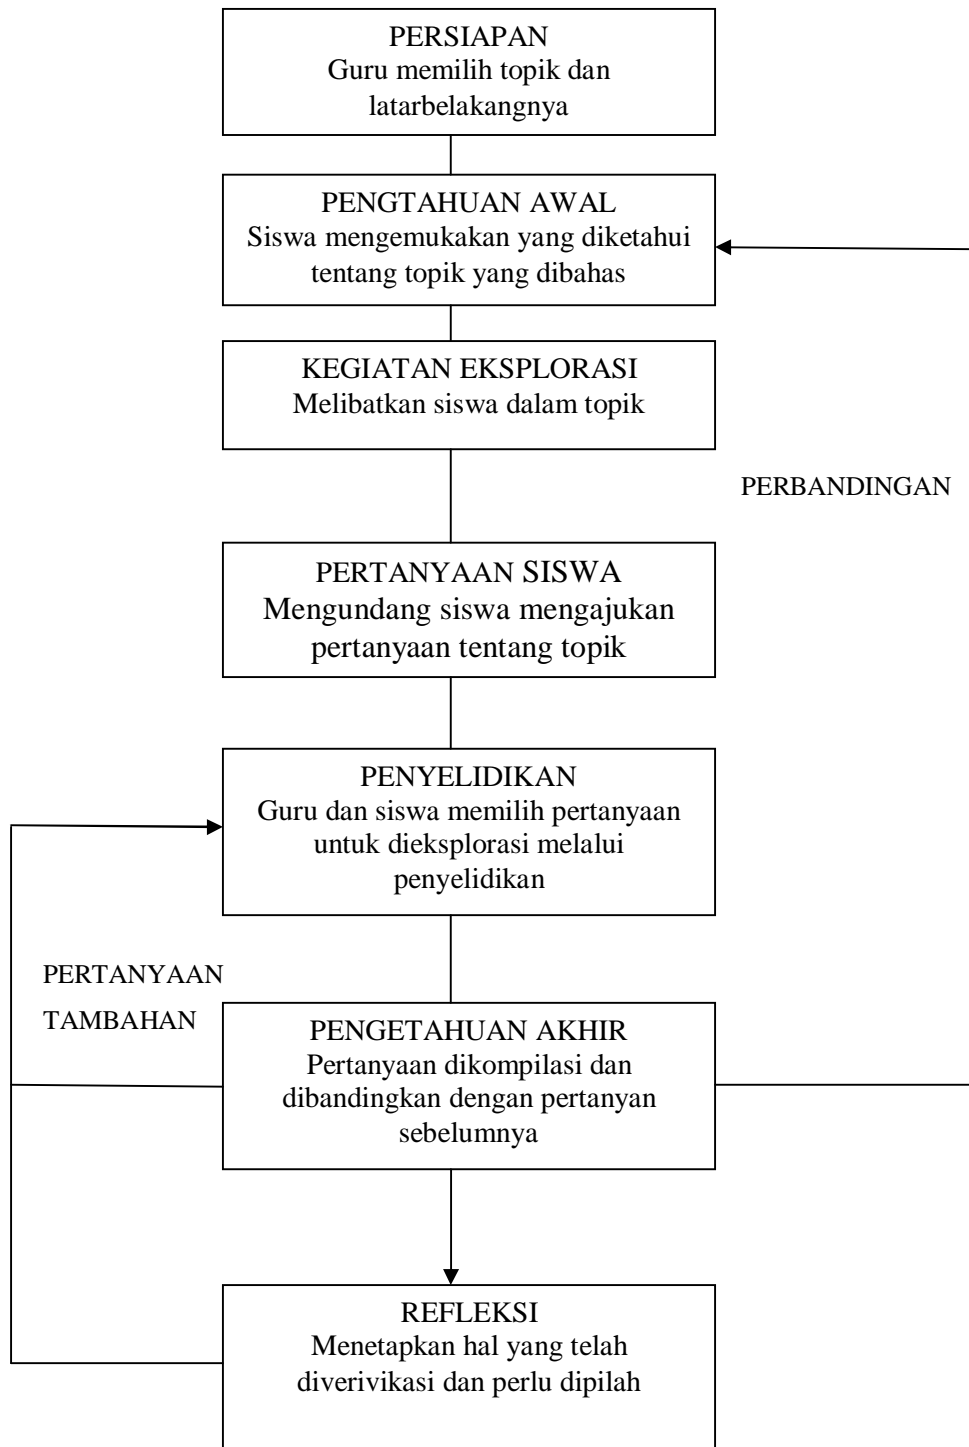 PERSIAPAN
Guru memilih topik dan
latarbelakangnya
PENGTAHUAN AWAL
Siswa mengemukakan yang diketahui
tentang topik yang dibahas
KEGIATAN EKSPLORASI
Melibatkan siswa dalam topik
PERBANDINGAN
PERTANYAAN SISWA
Mengundang siswa mengajukan
pertanyaan tentang topik
PENYELIDIKAN
Guru dan siswa memilih pertanyaan
untuk dieksplorasi melalui
penyelidikan
PERTANYAAN
TAMBAHAN
PENGETAHUAN AKHIR
Pertanyaan dikompilasi dan
dibandingkan dengan pertanyan
sebelumnya
REFLEKSI
Menetapkan hal yang telah
diverivikasi dan perlu dipilah